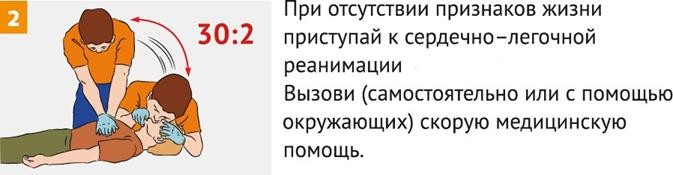 2
30:2
При отсутствии признаков жизни
приступай к сердечно–легочной
реанимации
Вызови (самостоятельно или с помощью
окружающих) скорую медицинскую
помощь.